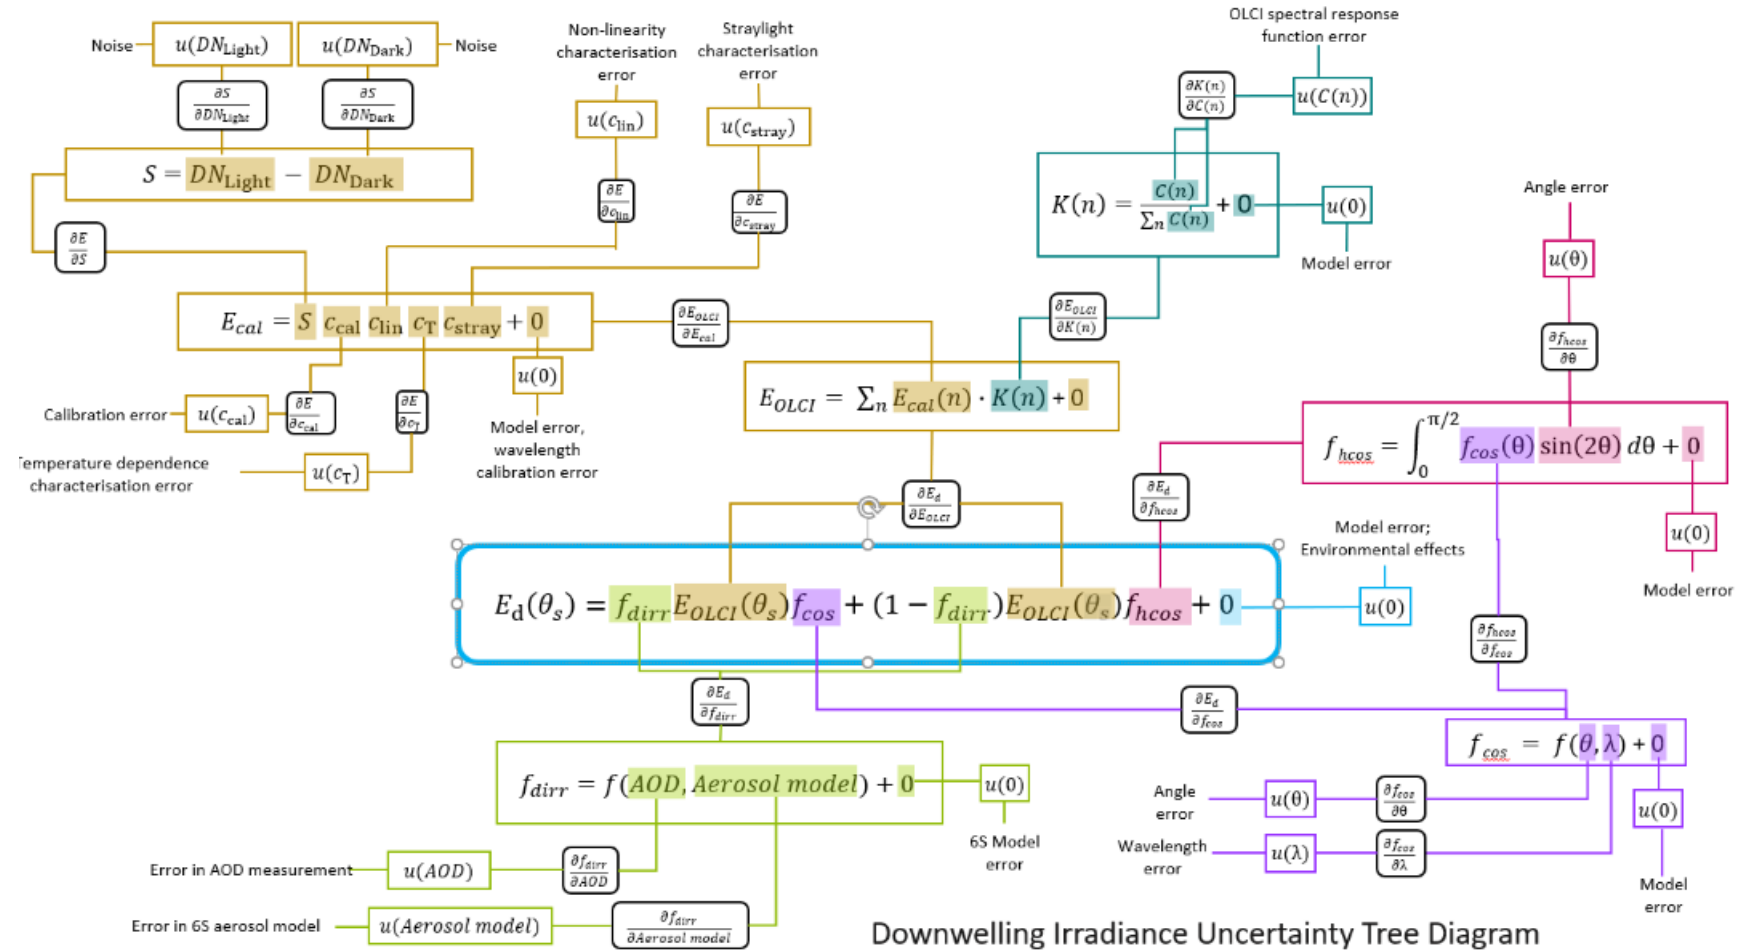 OLCI spectral response
function error
Noise
u(DN_Light)
u(DN_Dark)
Noise
Non-linearity
characterisation
error
Straylight
characterisation
error
∂S/∂DN_Light
∂S/∂DN_Dark
u(c_lin)
u(c_stray)
∂K(n)/∂C(n)
u(C(n))
S = DN_Light − DN_Dark
∂E/∂c_lin
∂E/∂c_stray
K(n) = C(n)/∑_n C(n) + 0
u(0)
Model error
Angle error
u(θ)
∂E/∂S
E_cal = S c_cal c_lin c_T c_stray + 0
∂E_OLCI/∂E_cal
∂E_OLCI/∂K(n)
∂f_hcos/∂θ
u(0)
Model error,
wavelength
calibration error
Calibration error
u(c_cal)
∂E/∂c_cal
∂E/∂c_T
Temperature dependence
characterisation error
u(c_T)
E_OLCI = ∑_n E_cal(n) · K(n) + 0
f_hcos = ∫_0^π/2 f_cos(θ) sin(2θ) dθ + 0
u(0)
Model error
∂E_d/∂E_OLCI
∂E_d/∂f_hcos
Model error;
Environmental effects
u(0)
E_d(θ_s) = f_dirr E_OLCI(θ_s) f_cos + (1 − f_dirr) E_OLCI(θ_s) f_hcos + 0
∂f_hcos/∂f_cos
∂E_d/∂f_dirr
∂E_d/∂f_cos
f_cos = f(θ, λ) + 0
f_dirr = f(AOD, Aerosol model) + 0
u(0)
6S Model
error
Angle
error
u(θ)
∂f_cos/∂θ
u(0)
Model
error
Wavelength
error
u(λ)
∂f_cos/∂λ
Error in AOD measurement
u(AOD)
∂f_dirr/∂AOD
Error in 6S aerosol model
u(Aerosol model)
∂f_dirr/∂Aerosol model
Downwelling Irradiance Uncertainty Tree Diagram